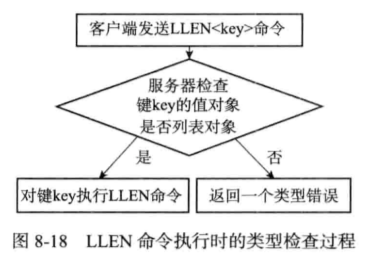 客户端发送LLEN<key>命令
服务器检查
键key的值对象
是否列表对象
是
否
对键key执行LLEN命令
返回一个类型错误
图 8-18 LLEN 命令执行时的类型检查过程